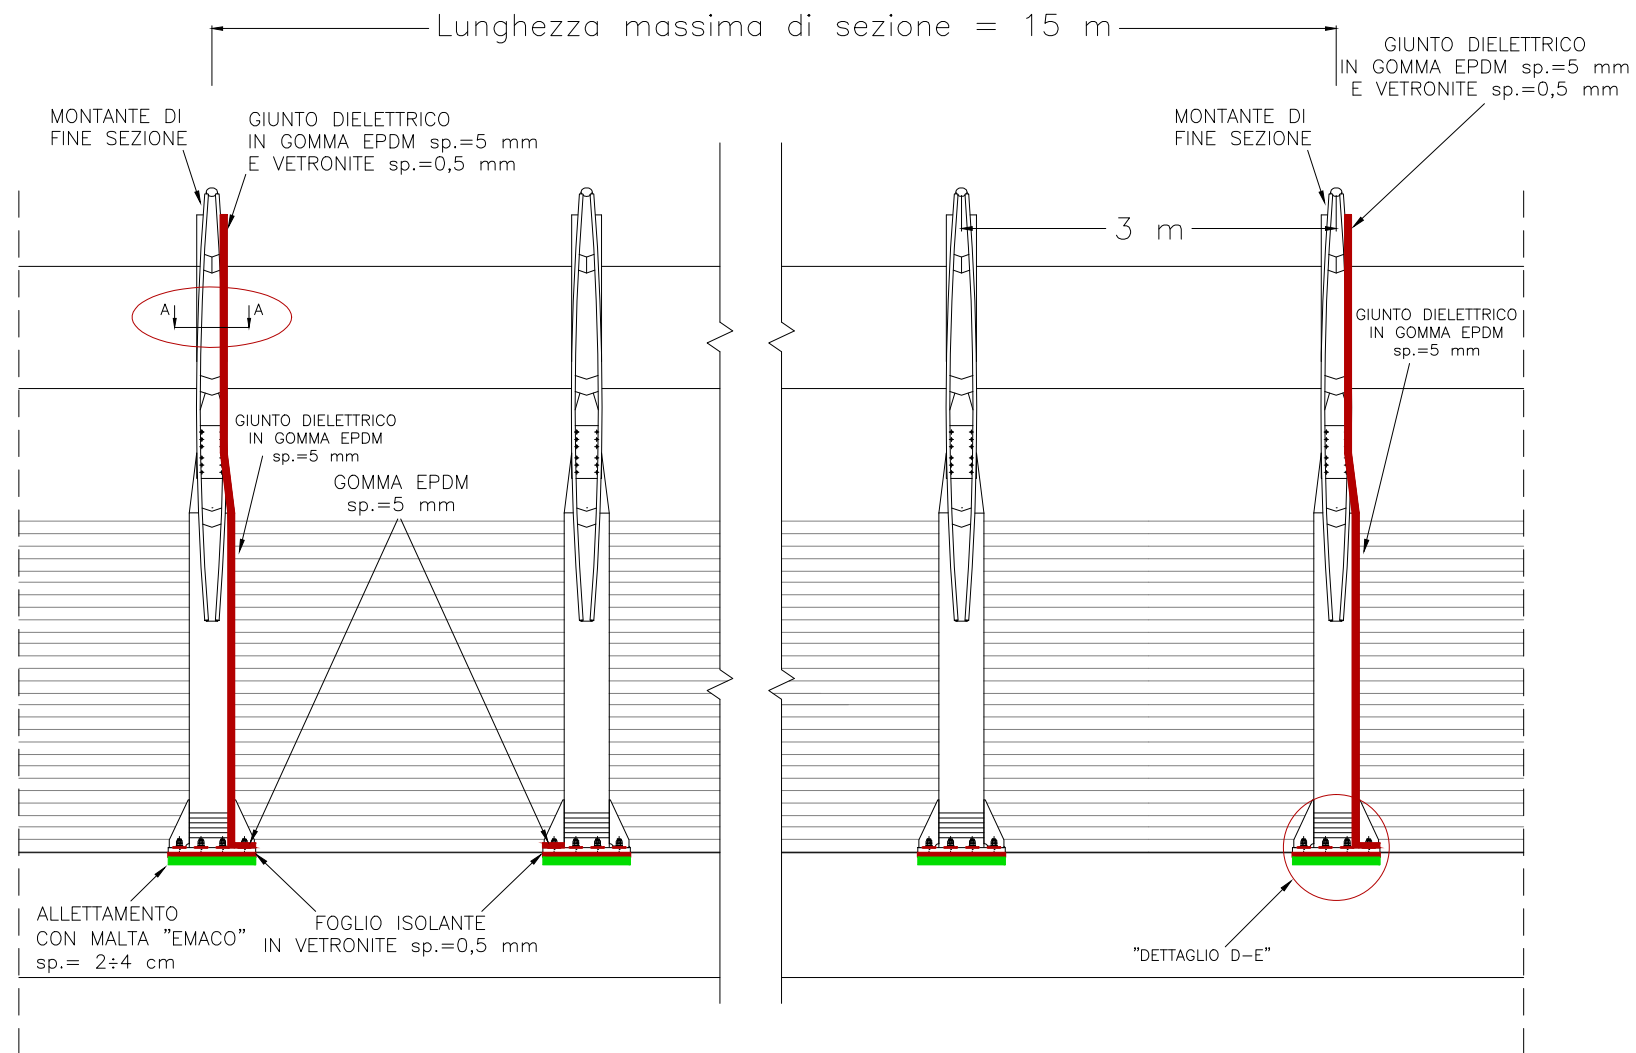 Lunghezza massima di sezione = 15 m
GIUNTO DIELETTRICO
IN GOMMA EPDM sp.=5 mm
E VETRONITE sp.=0,5 mm
MONTANTE DI
FINE SEZIONE
GIUNTO DIELETTRICO
IN GOMMA EPDM sp.=5 mm
E VETRONITE sp.=0,5 mm
MONTANTE DI
FINE SEZIONE
3 m
A A
GIUNTO DIELETTRICO
IN GOMMA EPDM
sp.=5 mm
GIUNTO DIELETTRICO
IN GOMMA EPDM
sp.=5 mm
GOMMA EPDM
sp.=5 mm
ALLETTAMENTO
CON MALTA "EMACO"
sp.= 2÷4 cm
FOGLIO ISOLANTE
IN VETRONITE sp.=0,5 mm
"DETTAGLIO D-E"